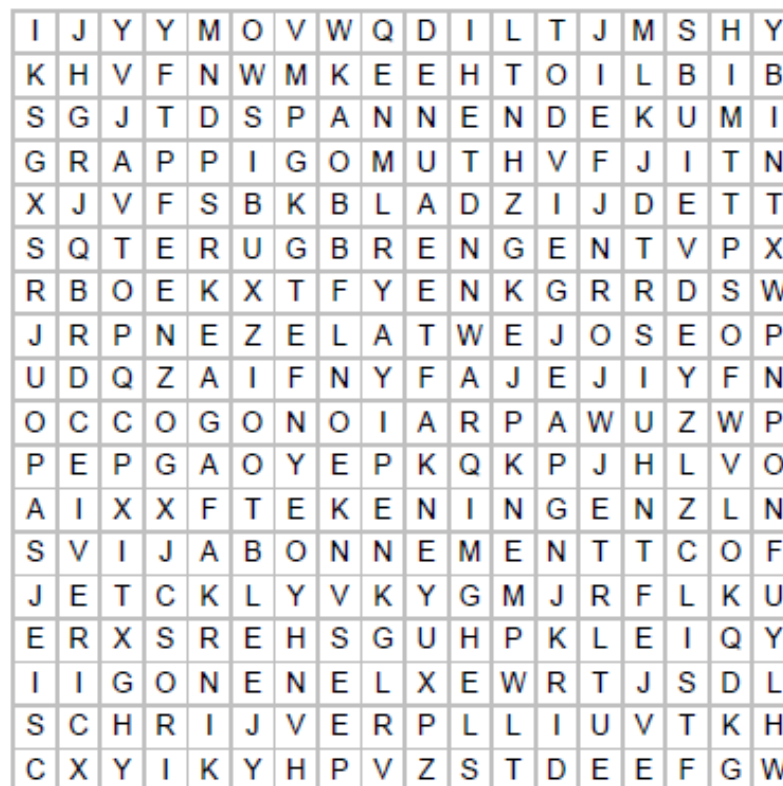 I J Y Y M O V W Q D I L T J M S H Y
K H V F N W M K E E H T O I L B I B
S G J T D S P A N N E N D E K U M I
G R A P P I G O M U T H V F J I T N
X J V F S B K B L A D Z I J D E T T
S Q T E R U G B R E N G E N T V P X
R B O E K X T F Y E N K G R R D S W
J R P N E Z E L A T W E J O S E O P
U D Q Z A I F N Y F A J E J I Y F N
O C C O G O N O I A R P A W U Z W P
P E P G A O Y E P K Q K P J H L V O
A I X X F T E K E N I N G E N Z L N
S V I J A B O N N E M E N T T C O F
J E T C K L Y V K Y G M J R F L K U
E R X S R E H S G U H P K L E I Q Y
I I G O N E N E L X E W R T J S D L
S C H R I J V E R P L L I U V T K H
C X Y I K Y H P V Z S T D E E F G W